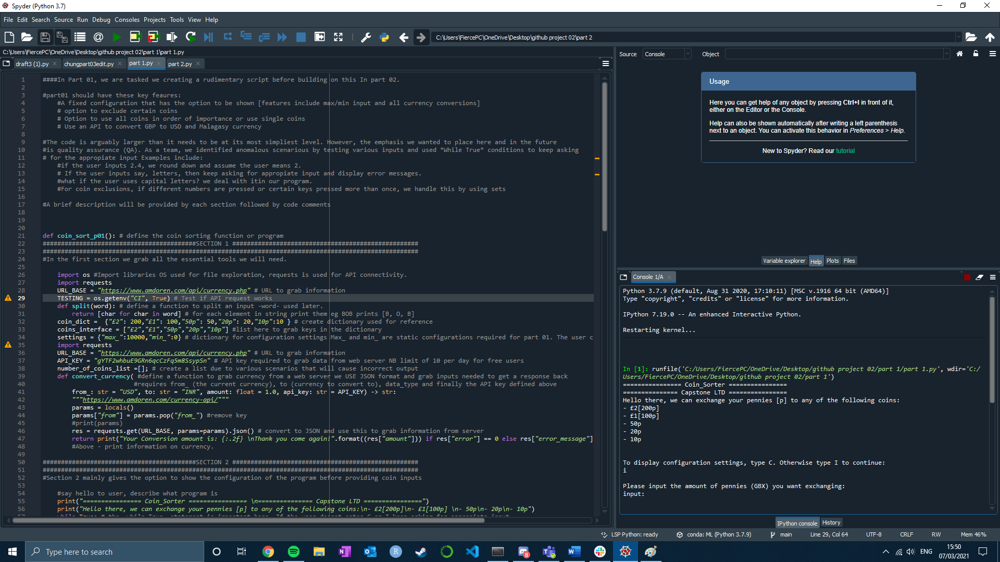 Spyder (Python 3.7)
File Edit Search Source Run Debug Consoles Projects Tools View Help
C:\Users\FiercePC\OneDrive\Desktop\github project 02\part 2
C:\Users\FiercePC\OneDrive\Desktop\github project 02\part 1\part 1.py
draft3 (1).py chungpart03edit.py part 1.py part 2.py
1 ####In Part 01, we are tasked we creating a rudimentary script before building on this In part 02.
2
3 #part01 should have these key feaures:
4 #A fixed configuration that has the option to be shown [features include max/min input and all currency conversions]
5 # option to exclude certain coins
6 # Option to use all coins in order of importance or use single coins
7 # Use an API to convert GBP to USD and Malagasy currency
8
9 #The code is arguably larger than it needs to be at its most simpliest level. However, the emphasis we wanted to place here and in the future
10 #is quality assurance (QA). As a team, we identified anomalous scenarious by testing various inputs and used *While True* conditions to keep asking
11 # for the appropiate input Examples include:
12 #if the user inputs 2.4, we round down and assume the user means 2.
13 # If the user inputs say, letters, then keep asking for appropiate input and display error messages.
14 #what if the user uses capital letters? we deal with itin our program.
15 #For coin exclusions, if different numbers are pressed or certain keys pressed more than once, we handle this by using sets
16
17 #A brief description will be provided by each section followed by code comments
18
19
20
21 def coin_sort_p01(): # define the coin sorting function or program
22 ##########################################SECTION 1 ###################################################
23 #######################################################################################################
24 #In the first section we grab all the essential tools we will need.
25
26 import os #Import libraries OS used for file exploration, requests is used for API connectivity.
27 import requests
28 URL_BASE = "https://www.amdoren.com/api/currency.php" # URL to grab information
29 TESTING = os.getenv("CI", True) # Test if API request works
30 def split(word): # define a function to split an input -word- used later.
31 return [char for char in word] # for each element in string print them eg BOB prints [B, O, B]
32 coin_dict = {"£2": 200,"£1": 100,"50p": 50,"20p": 20,"10p":10 } # create dictionary used for reference
33 coins_interface = ["£2","£1","50p","20p","10p"] #list here to grab keys in the dictionary
34 settings = {"max_":10000,"min_":0} # dictionary for configuration settings Max_ and min_ are static configurations required for part 01. The user c
35 import requests
36 URL_BASE = "https://www.amdoren.com/api/currency.php" # URL to grab information
37 API_KEY = "gYTF2whbuE9GRn6qcCzFq5m8SsypSn" # API key required to grab data from web server NB limit of 10 per day for free users
38 number_of_coins_list =[]; # create a list due to various scenarios that will cause incorrect output
39 def convert_currency( #define a function to grab currency from a web server we USE JSON format and grab inputs needed to get a response back
40 #requires from_ (the current currency), to (currency to convert to), data_type and finally the API key defined above
41 from_: str = "USD", to: str = "INR", amount: float = 1.0, api_key: str = API_KEY) -> str:
42 """https://www.amdoren.com/currency-api/"""
43 params = locals()
44 params["from"] = params.pop("from_") #remove key
45 #print(params)
46 res = requests.get(URL_BASE, params=params).json() # convert to JSON and use this to grab information from server
47 return print("Your Conversion amount is: {:.2f} \nThank you come again!".format((res["amount"])) if res["error"] == 0 else res["error_message"]
48 #Above - print information on currency.
49
50 ##########################################SECTION 2 ###################################################
51 #######################################################################################################
52 #Section 2 mainly gives the option to show the configuration of the program before providing coin inputs
53
54 #say hello to user, describe what program is
55 print("================ Coin_Sorter ================ \n=============== Capstone LTD ================")
56 print("Hello there, we can exchange your pennies [p] to any of the following coins:\n- £2[200p]\n- £1[100p] \n- 50p\n- 20p\n- 10p")
Source Console Object
Usage
Here you can get help of any object by pressing Ctrl+I in front of it,
either on the Editor or the Console.
Help can also be shown automatically after writing a left parenthesis
next to an object. You can activate this behavior in Preferences > Help.
New to Spyder? Read our tutorial
Variable explorer Help Plots Files
Console 1/A
Python 3.7.9 (default, Aug 31 2020, 17:10:11) [MSC v.1916 64 bit (AMD64)]
Type "copyright", "credits" or "license" for more information.
IPython 7.19.0 -- An enhanced Interactive Python.
Restarting kernel...
In [1]: runfile('C:/Users/FiercePC/OneDrive/Desktop/github project 02/part 1/part 1.py', wdir='C:/
Users/FiercePC/OneDrive/Desktop/github project 02/part 1')
================ Coin_Sorter ================
=============== Capstone LTD ================
Hello there, we can exchange your pennies [p] to any of the following coins:
- £2[200p]
- £1[100p]
- 50p
- 20p
- 10p
To display configuration settings, type C. Otherwise type I to continue:
i
Please input the amount of pennies (GBX) you want exchanging:
input:
IPython console History
LSP Python: ready conda: ML (Python 3.7.9) main Line 29, Col 64 UTF-8 CRLF RW Mem 46%
Type here to search
ENG
15:50
07/03/2021